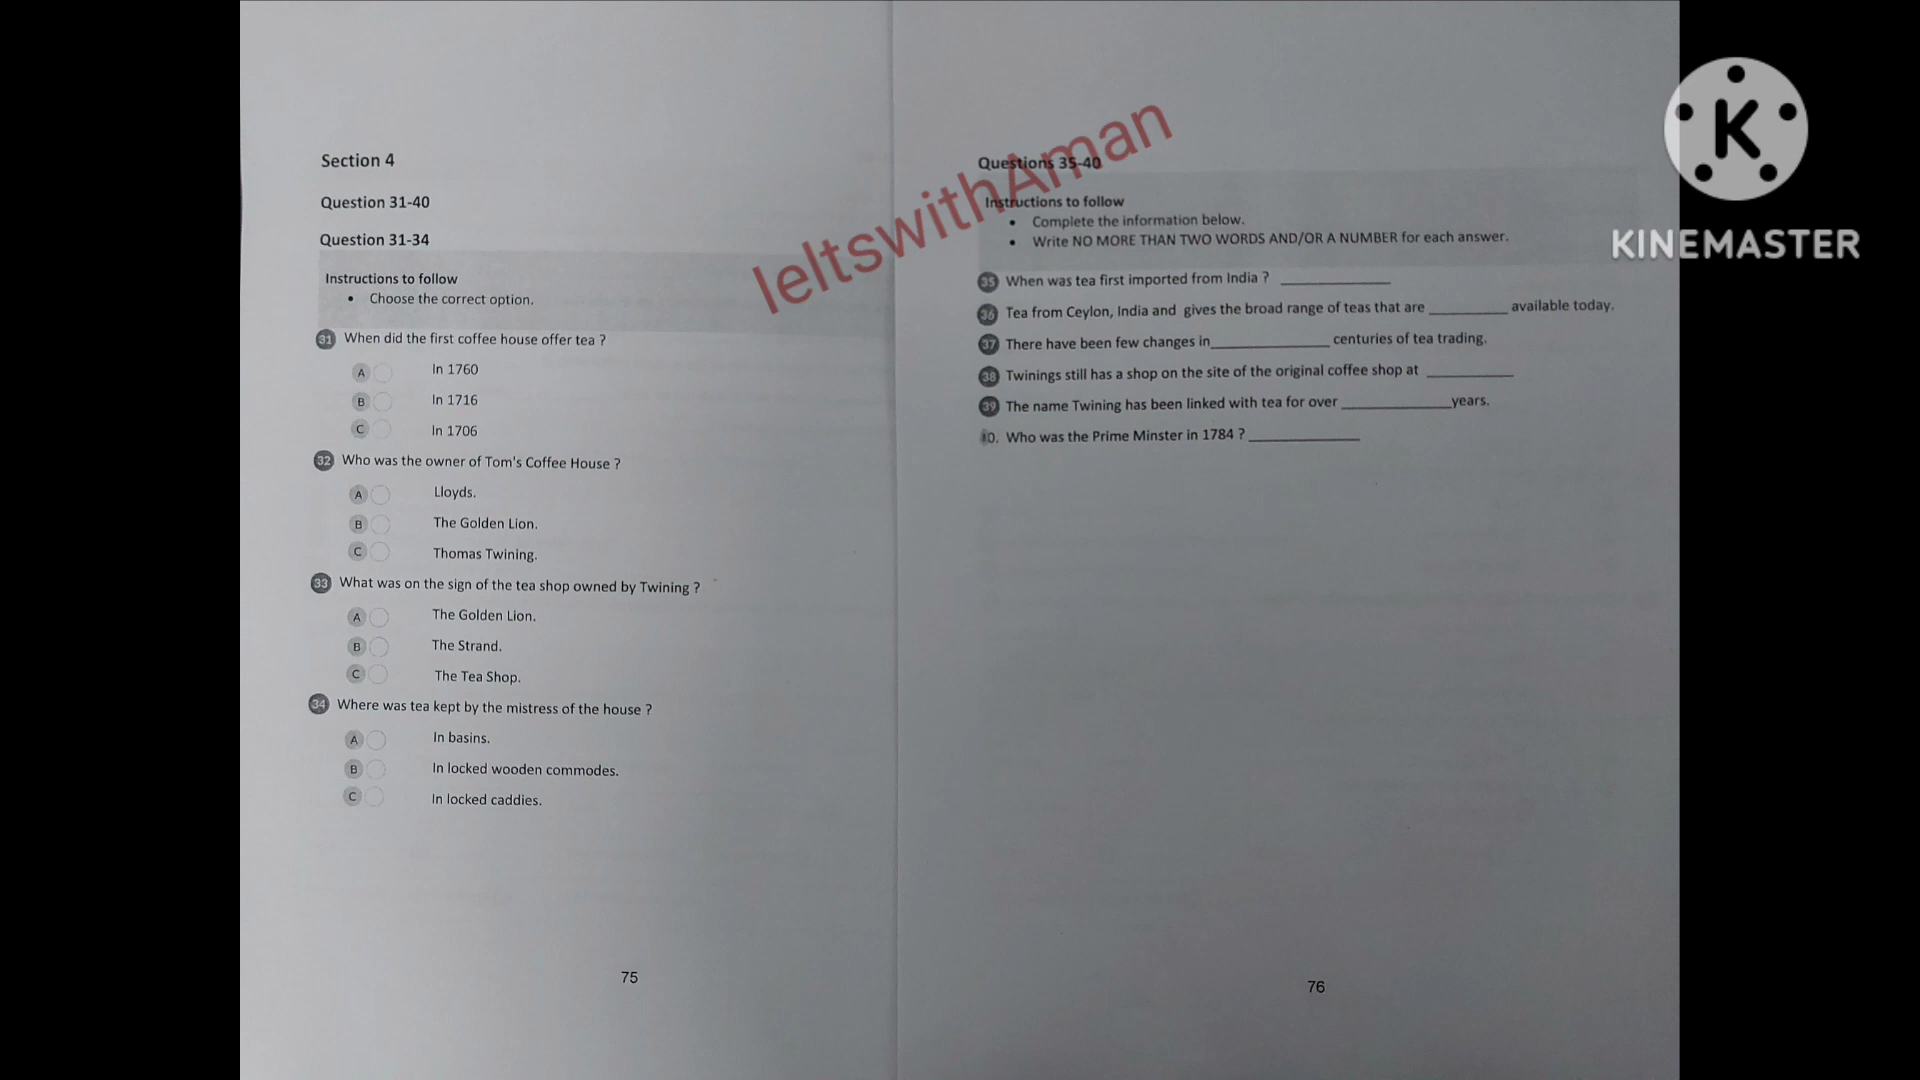 Section 4
Question 31-40
Question 31-34
Instructions to follow
• Choose the correct option.
31 When did the first coffee house offer tea ?
A In 1760
B In 1716
C In 1706
32 Who was the owner of Tom's Coffee House ?
A Lloyds.
B The Golden Lion.
C Thomas Twining.
33 What was on the sign of the tea shop owned by Twining ?
A The Golden Lion.
B The Strand.
C The Tea Shop.
34 Where was tea kept by the mistress of the house ?
A In basins.
B In locked wooden commodes.
C In locked caddies.
75
IeltswithAman
Questions 35-40
Instructions to follow
• Complete the information below.
• Write NO MORE THAN TWO WORDS AND/OR A NUMBER for each answer.
35 When was tea first imported from India ? ____________
36 Tea from Ceylon, India and gives the broad range of teas that are _________ available today.
37 There have been few changes in_____________ centuries of tea trading.
38 Twinings still has a shop on the site of the original coffee shop at __________
39 The name Twining has been linked with tea for over ____________years.
40. Who was the Prime Minster in 1784 ? ____________
76
K
KINEMASTER